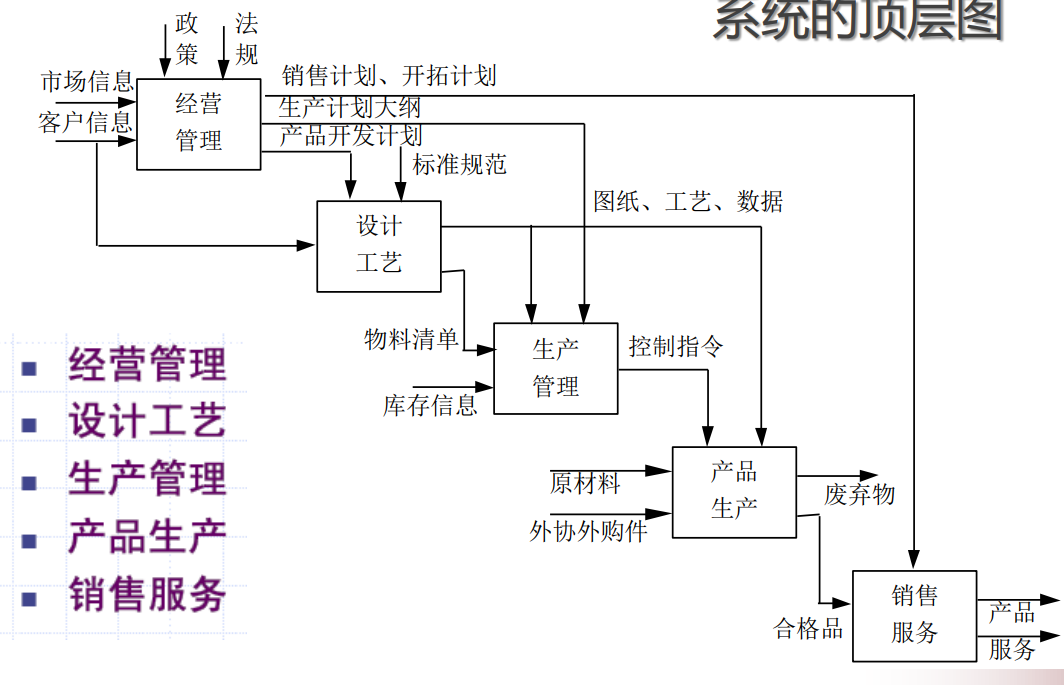 系统的顶层图
政策
法规
市场信息
客户信息
经营
管理
销售计划、开拓计划
生产计划大纲
产品开发计划
标准规范
设计
工艺
图纸、工艺、数据
物料清单
库存信息
生产
管理
控制指令
原材料
外协外购件
产品
生产
废弃物
合格品
销售
服务
产品
服务
经营管理
设计工艺
生产管理
产品生产
销售服务